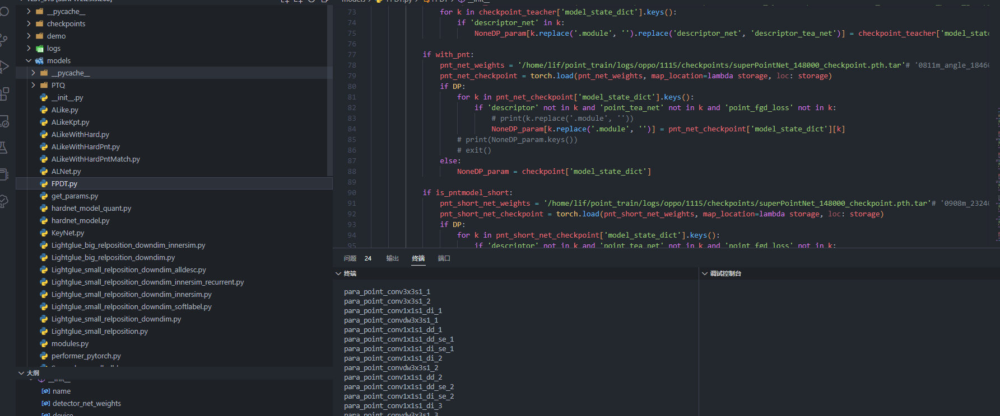 __pycache__
checkpoints
demo
logs
models
__pycache__
PTQ
__init__.py
ALike.py
ALikeKpt.py
ALikeWithHard.py
ALikeWithHardPnt.py
ALikeWithHardPntMatch.py
ALNet.py
FPDT.py
get_params.py
hardnet_model_quant.py
hardnet_model.py
KeyNet.py
Lightglue_big_relposition_downdim_innersim.py
Lightglue_big_relposition_downdim.py
Lightglue_small_relposition_downdim_alldesc.py
Lightglue_small_relposition_downdim_innersim_recurrent.py
Lightglue_small_relposition_downdim_innersim.py
Lightglue_small_relposition_downdim_softlabel.py
Lightglue_small_relposition_downdim.py
Lightglue_small_relposition.py
modules.py
performer_pytorch.py
大纲
__init__
name
detector_net_weights
device
73 for k in checkpoint_teacher['model_state_dict'].keys():
74 if 'descriptor_net' in k:
75 NoneDP_param[k.replace('.module', '').replace('descriptor_net', 'descriptor_tea_net')] = checkpoint_teacher['model_state
76
77 if with_pnt:
78 pnt_net_weights = '/home/lif/point_train/logs/oppo/1115/checkpoints/superPointNet_148000_checkpoint.pth.tar'# '0811m_angle_18460
79 pnt_net_checkpoint = torch.load(pnt_net_weights, map_location=lambda storage, loc: storage)
80 if DP:
81 for k in pnt_net_checkpoint['model_state_dict'].keys():
82 if 'descriptor' not in k and 'point_tea_net' not in k and 'point_fgd_loss' not in k:
83 # print(k.replace('.module', ''))
84 NoneDP_param[k.replace('.module', '')] = pnt_net_checkpoint['model_state_dict'][k]
85 # print(NoneDP_param.keys())
86 # exit()
87 else:
88 NoneDP_param = checkpoint['model_state_dict']
89
90 if is_pntmodel_short:
91 pnt_short_net_weights = '/home/lif/point_train/logs/oppo/1115/checkpoints/superPointNet_148000_checkpoint.pth.tar'# '0908m_2324
92 pnt_short_net_checkpoint = torch.load(pnt_short_net_weights, map_location=lambda storage, loc: storage)
93 if DP:
94 for k in pnt_short_net_checkpoint['model_state_dict'].keys():
95 if 'descriptor' not in k and 'point_tea_net' not in k and 'point_fgd_loss' not in k:
问题 24 输出 终端 端口
终端
调试控制台
para_point_conv3x3s1_1
para_point_conv3x3s1_2
para_point_conv1x1s1_di_1
para_point_convdw3x3s1_1
para_point_conv1x1s1_dd_1
para_point_conv1x1s1_dd_se_1
para_point_conv1x1s1_di_se_1
para_point_conv1x1s1_di_2
para_point_convdw3x3s1_2
para_point_conv1x1s1_dd_2
para_point_conv1x1s1_dd_se_2
para_point_conv1x1s1_di_se_2
para_point_conv1x1s1_di_3
para_point_convdw3x3s1_3